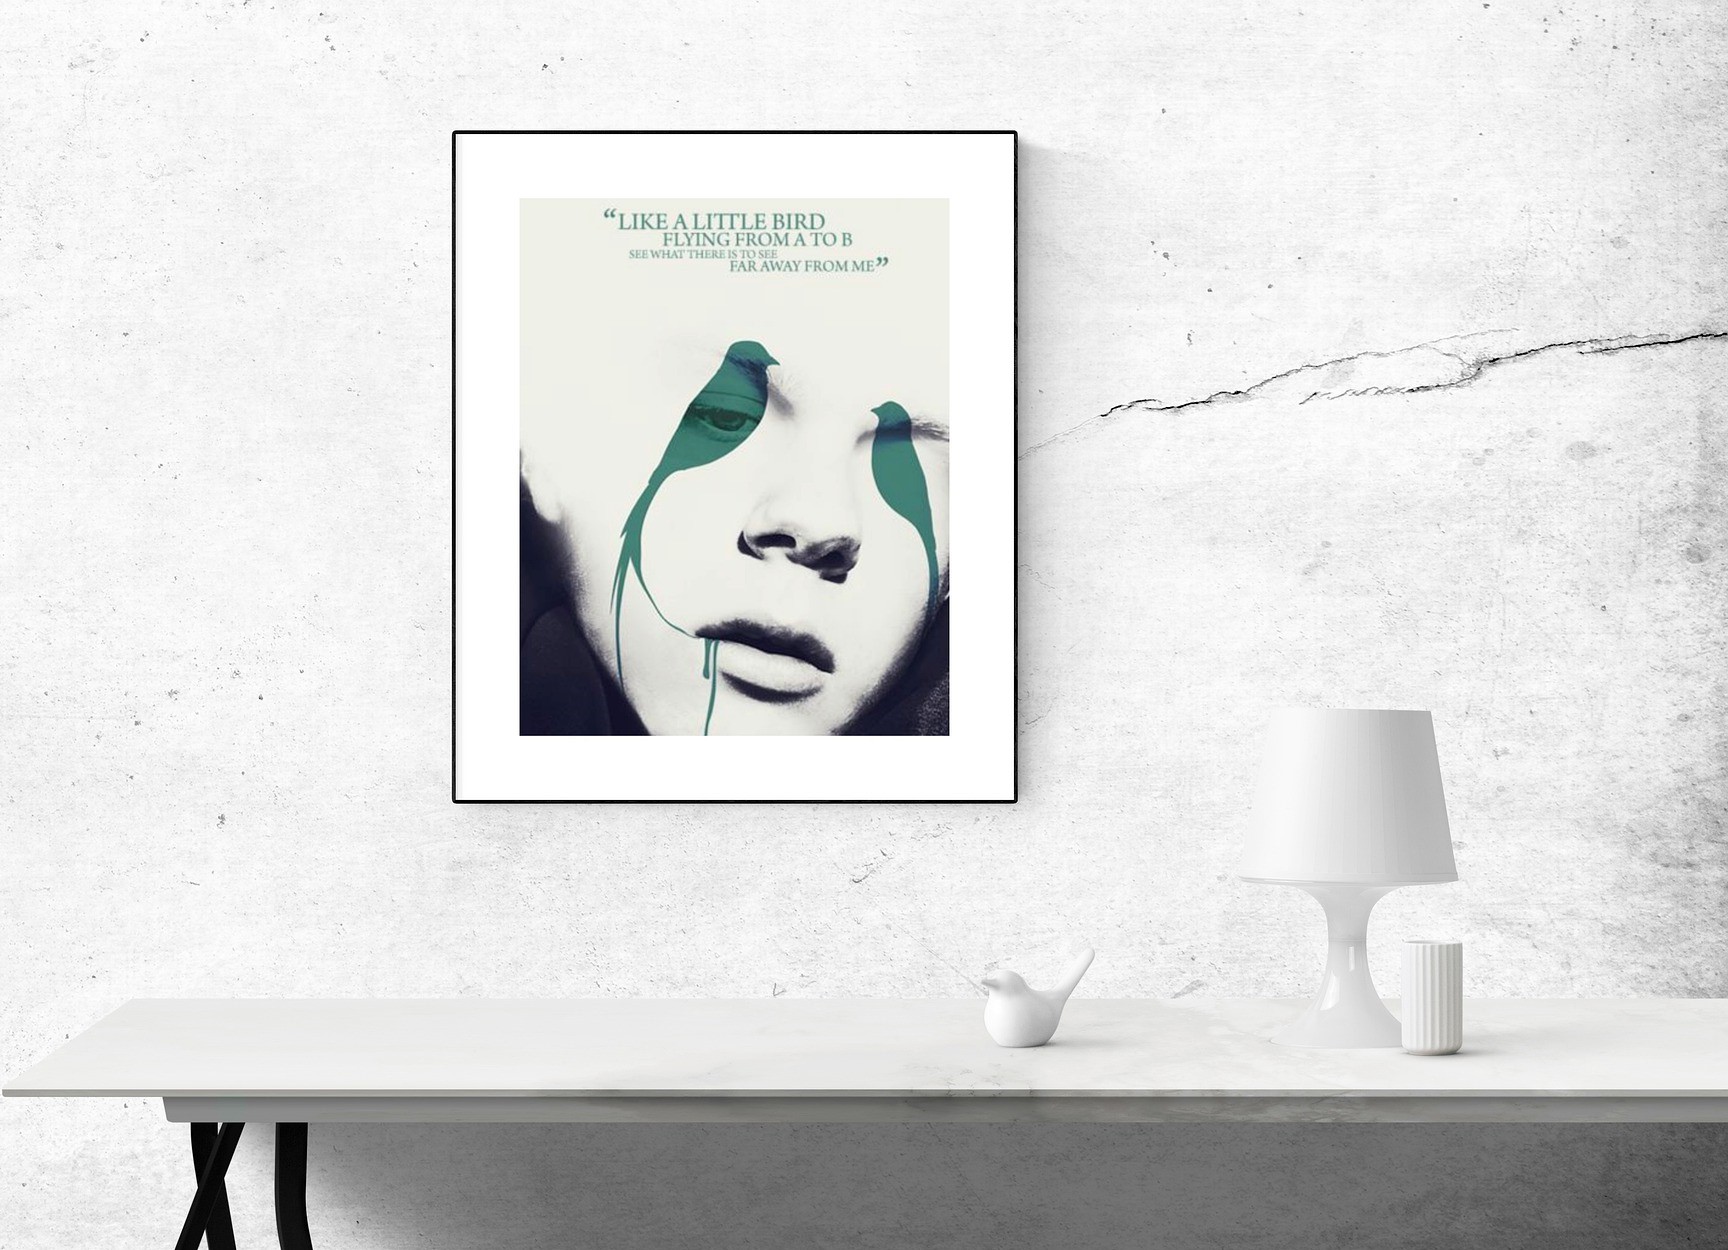 “LIKE A LITTLE BIRD
FLYING FROM A TO B
SEE WHAT THERE IS TO SEE
FAR AWAY FROM ME”